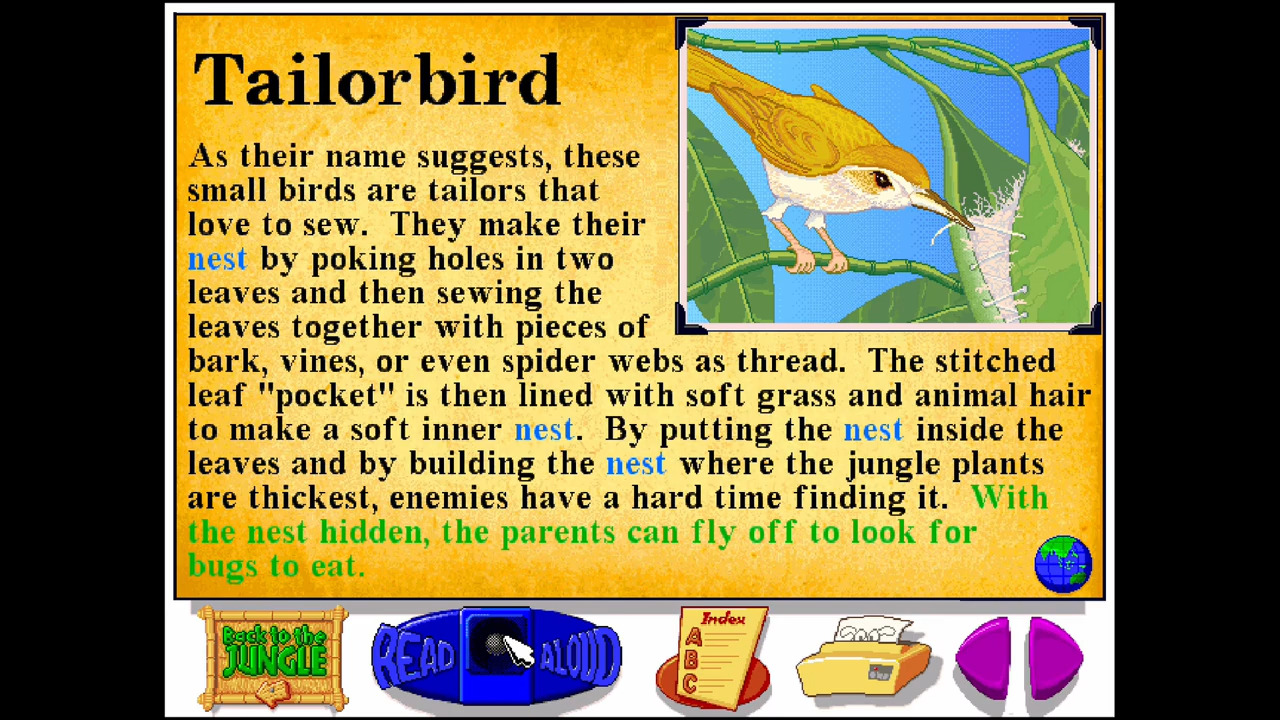 Tailorbird
As their name suggests, these
small birds are tailors that
love to sew.  They make their
nest by poking holes in two
leaves and then sewing the
leaves together with pieces of
bark, vines, or even spider webs as thread.  The stitched
leaf "pocket" is then lined with soft grass and animal hair
to make a soft inner nest.  By putting the nest inside the
leaves and by building the nest where the jungle plants
are thickest, enemies have a hard time finding it.  With
the nest hidden, the parents can fly off to look for
bugs to eat.
Back to the
JUNGLE
READ ALOUD
Index
A
B
C